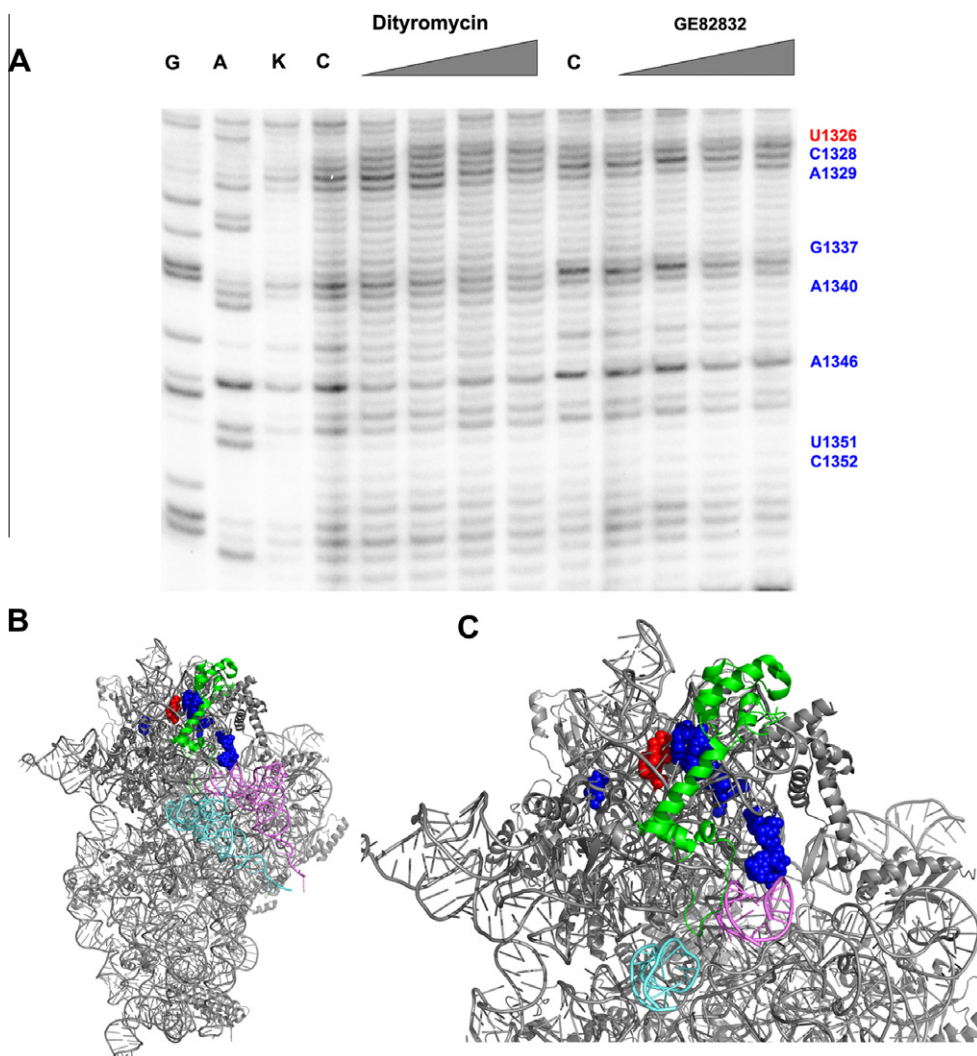 Dityromycin GE82832
A
G A K C C
U1326
C1328
A1329
G1337
A1340
A1346
U1351
C1352
B
C